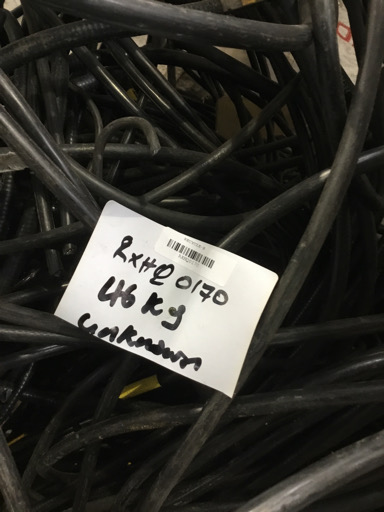 RxHQ 0170
46 Kg
unknown